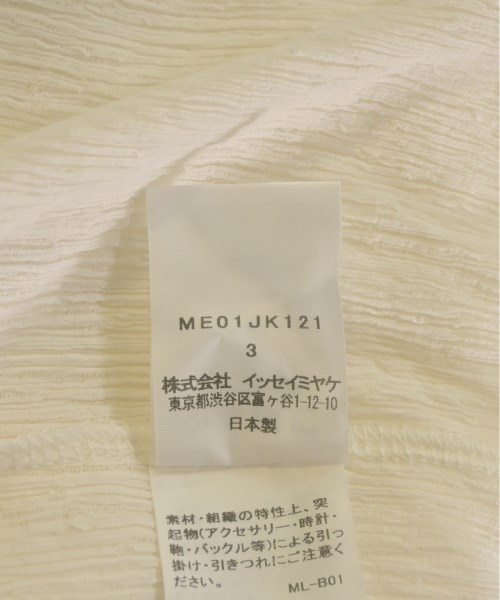 ME01JK121
3
株式会社 イッセイミヤケ
東京都渋谷区富ヶ谷1-12-10
日本製
素材・組織の特性上、突
起物(アクセサリー・時計・
鞄・バックル等)による引っ
掛け・引きつれにご注意く
ださい。
ML-B01